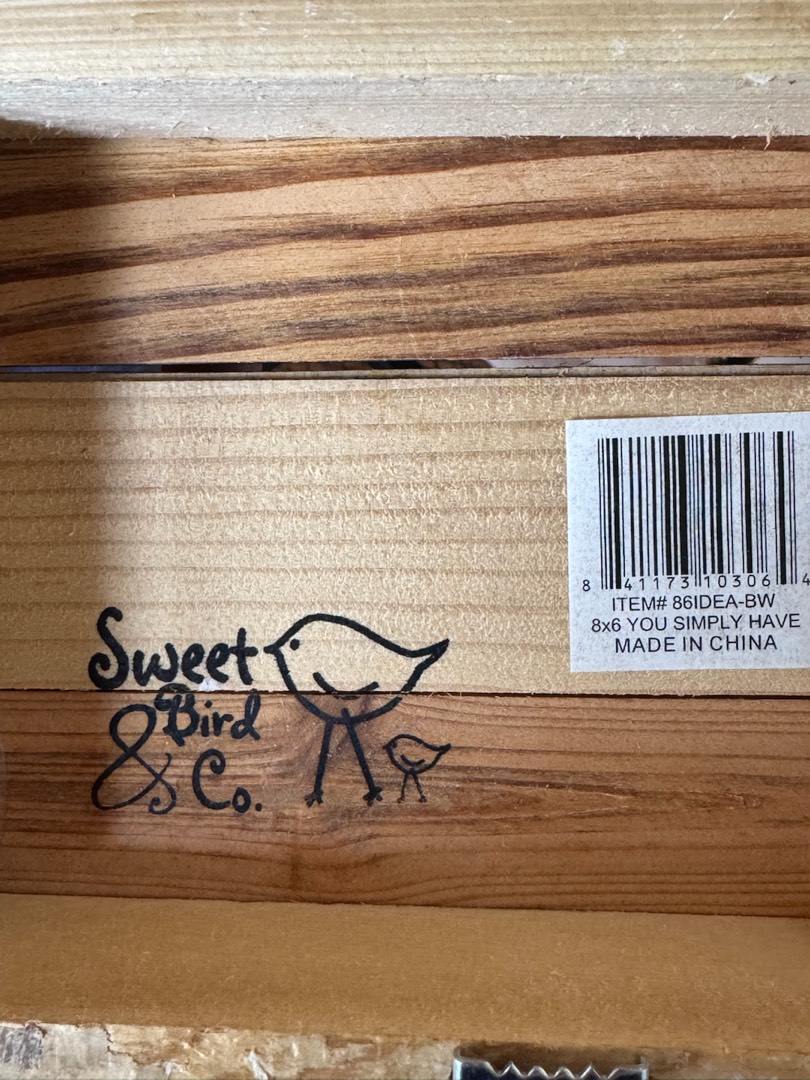 Sweet
Bird
& Co.
8 41173 10306 4
ITEM# 86IDEA-BW
8x6 YOU SIMPLY HAVE
MADE IN CHINA